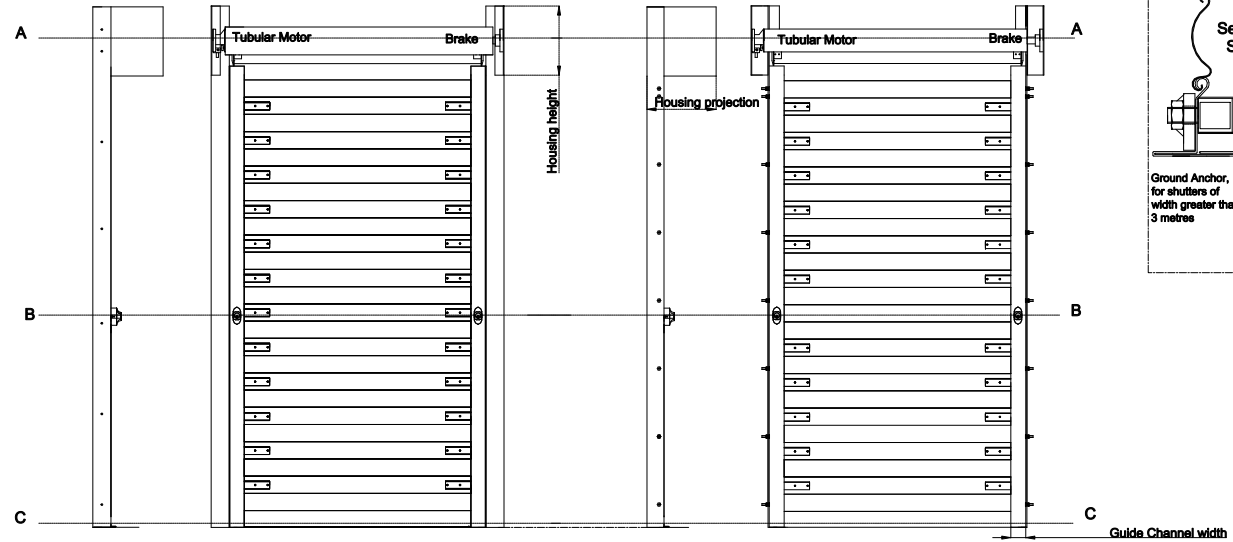 A
Tubular Motor
Brake
Housing height
Housing projection
Tubular Motor
Brake
A
B
B
C
C
Guide Channel width
Ground Anchor,
for shutters of
width greater
3 metres